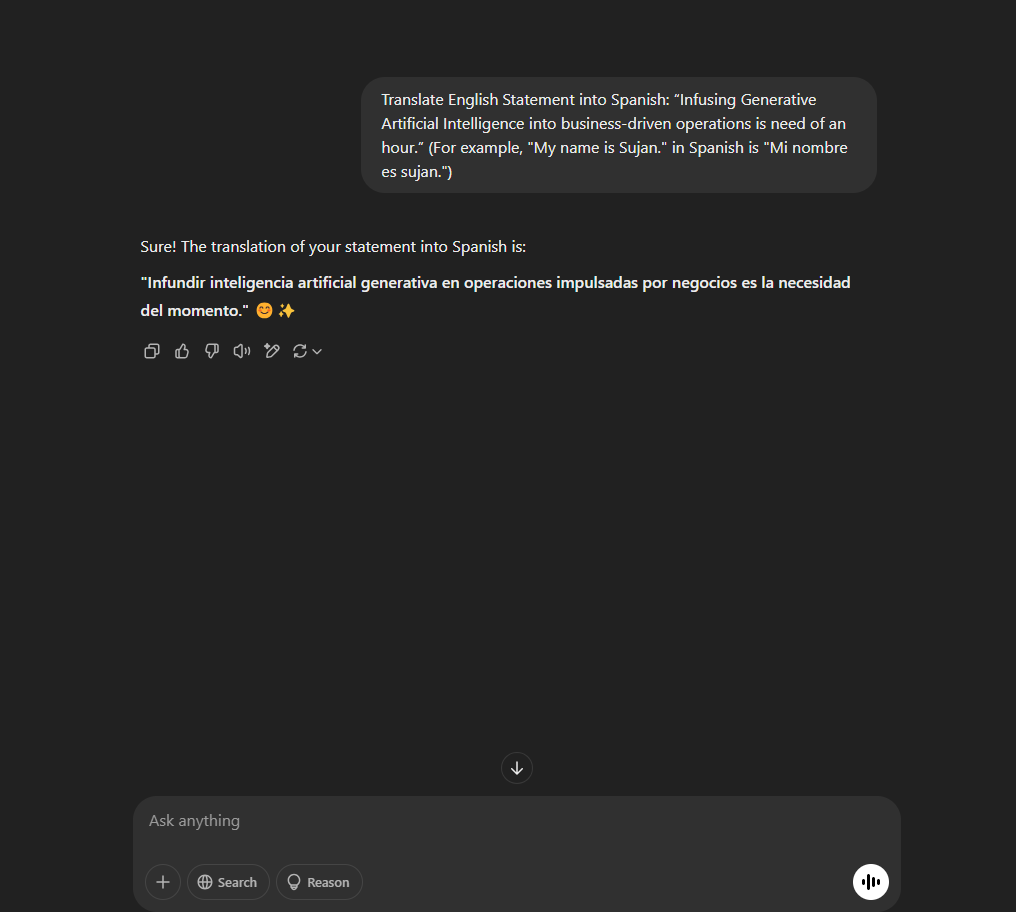 Translate English Statement into Spanish: “Infusing Generative
Artificial Intelligence into business-driven operations is need of an
hour.” (For example, "My name is Sujan." in Spanish is "Mi nombre
es sujan.")
Sure! The translation of your statement into Spanish is:
"Infundir inteligencia artificial generativa en operaciones impulsadas por negocios es la necesidad
del momento." 😊 ✨
Ask anything
Search
Reason